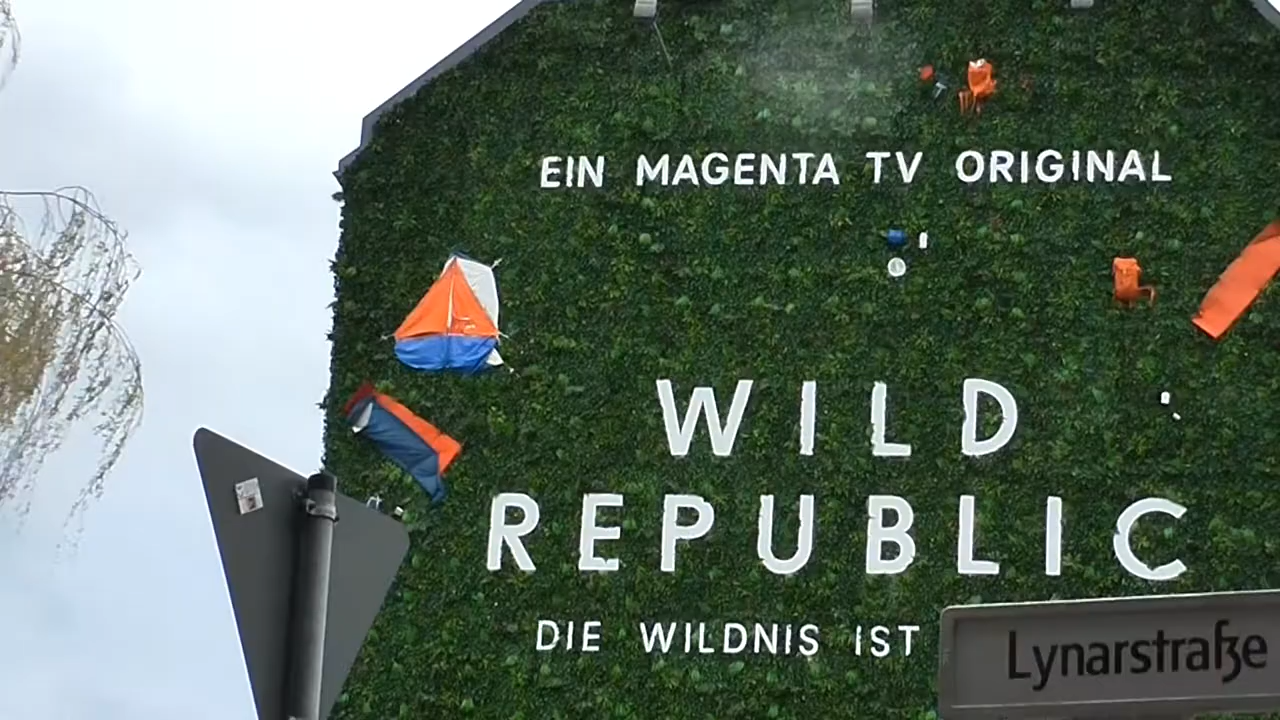 EIN MAGENTA TV ORIGINAL
WILD
REPUBLIC
DIE WILDNIS IST
Lynarstraße